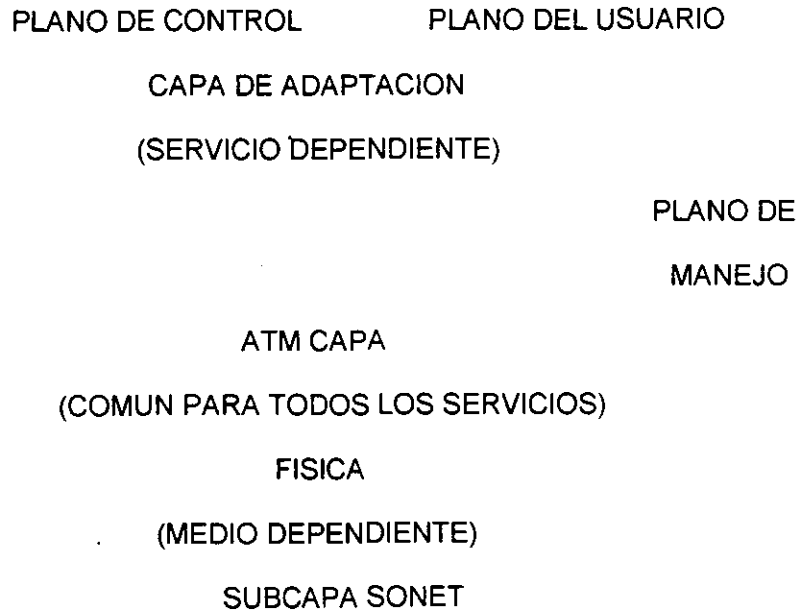 PLANO DE CONTROL PLANO DEL USUARIO
CAPA DE ADAPTACION
(SERVICIO DEPENDIENTE)
PLANO DE
MANEJO
ATM CAPA
(COMUN PARA TODOS LOS SERVICIOS)
FISICA
(MEDIO DEPENDIENTE)
SUBCAPA SONET